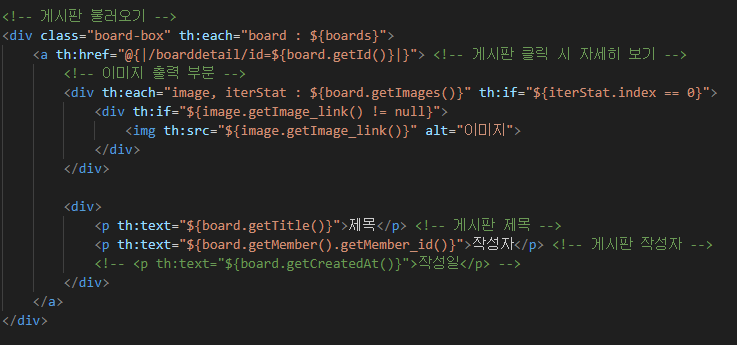 <!-- 게시판 불러오기 -->
<div class="board-box" th:each="board : ${boards}">
<a th:href="@{|/boarddetail/id=${board.getId()}|}"> <!-- 게시판 클릭 시 자세히 보기 -->
<!-- 이미지 출력 부분 -->
<div th:each="image, iterStat : ${board.getImages()}" th:if="${iterStat.index == 0}">
<div th:if="${image.getImage_link() != null}">
<img th:src="${image.getImage_link()}" alt="이미지">
</div>
</div>
<div>
<p th:text="${board.getTitle()}">제목</p> <!-- 게시판 제목 -->
<p th:text="${board.getMember().getMember_id()}">작성자</p> <!-- 게시판 작성자 -->
<!-- <p th:text="${board.getCreatedAt()}">작성일</p> -->
</div>
</a>
</div>